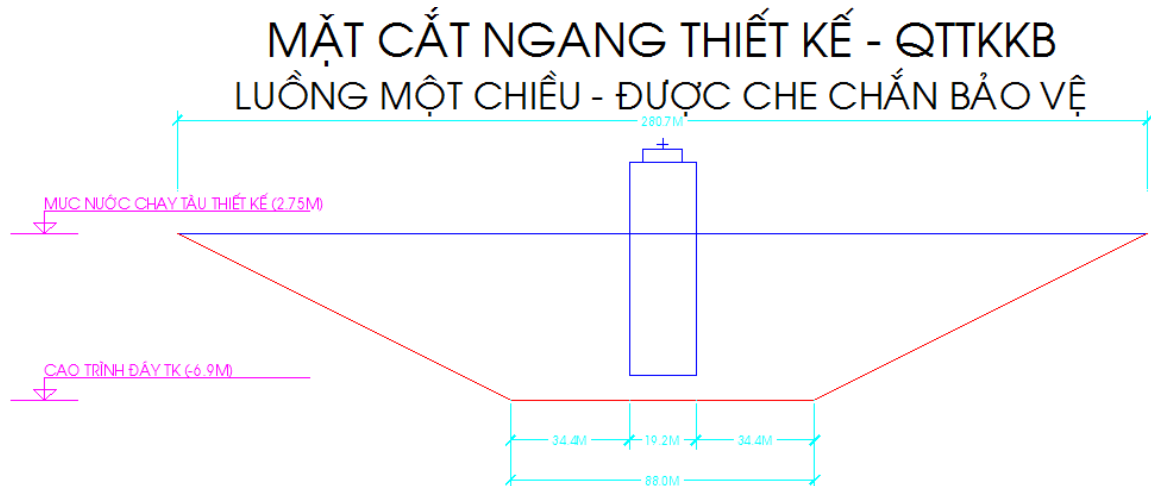 MẶT CẮT NGANG THIẾT KẾ - QTTKKB
LUỒNG MỘT CHIỀU - ĐƯỢC CHE CHẮN BẢO VỆ
280.7M
MỰC NƯỚC CHẠY TÀU THIẾT KẾ (2.75M)
CAO TRÌNH ĐÁY TK (-6.9M)
34.4M 19.2M 34.4M
88.0M